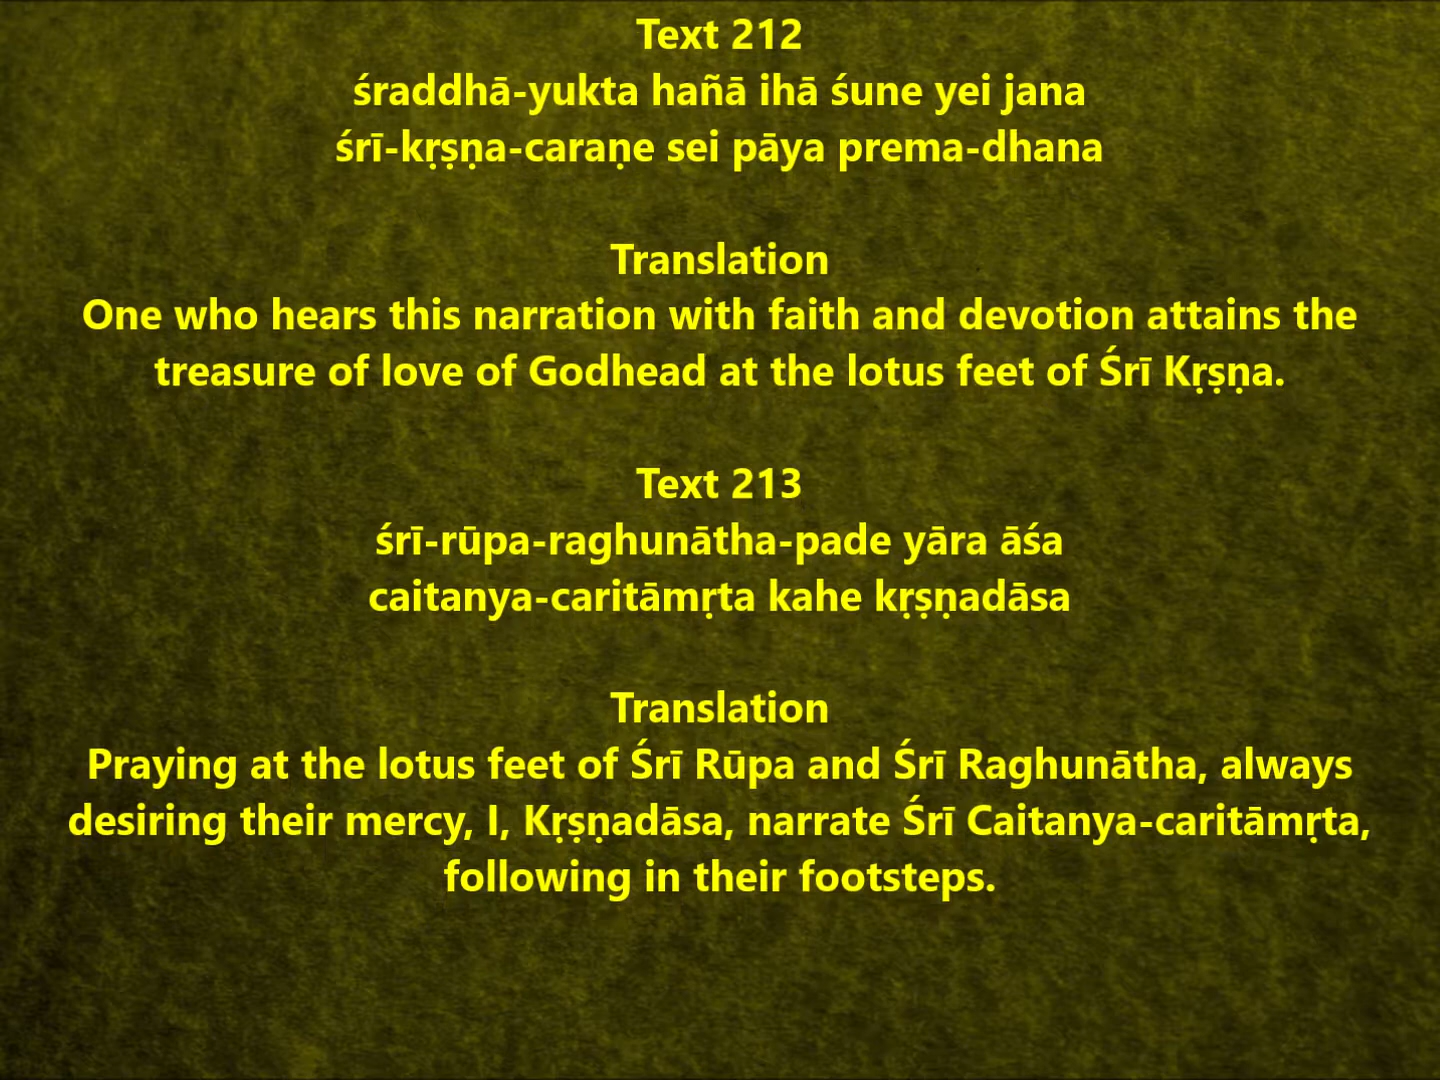 Text 212
śraddhā-yukta hañā ihā śune yei jana
śrī-kṛṣṇa-caraṇe sei pāya prema-dhana
Translation
One who hears this narration with faith and devotion attains the
treasure of love of Godhead at the lotus feet of Śrī Kṛṣṇa.
Text 213
śrī-rūpa-raghunātha-pade yāra āśa
caitanya-caritāmṛta kahe kṛṣṇadāsa
Translation
Praying at the lotus feet of Śrī Rūpa and Śrī Raghunātha, always
desiring their mercy, I, Kṛṣṇadāsa, narrate Śrī Caitanya-caritāmṛta,
following in their footsteps.